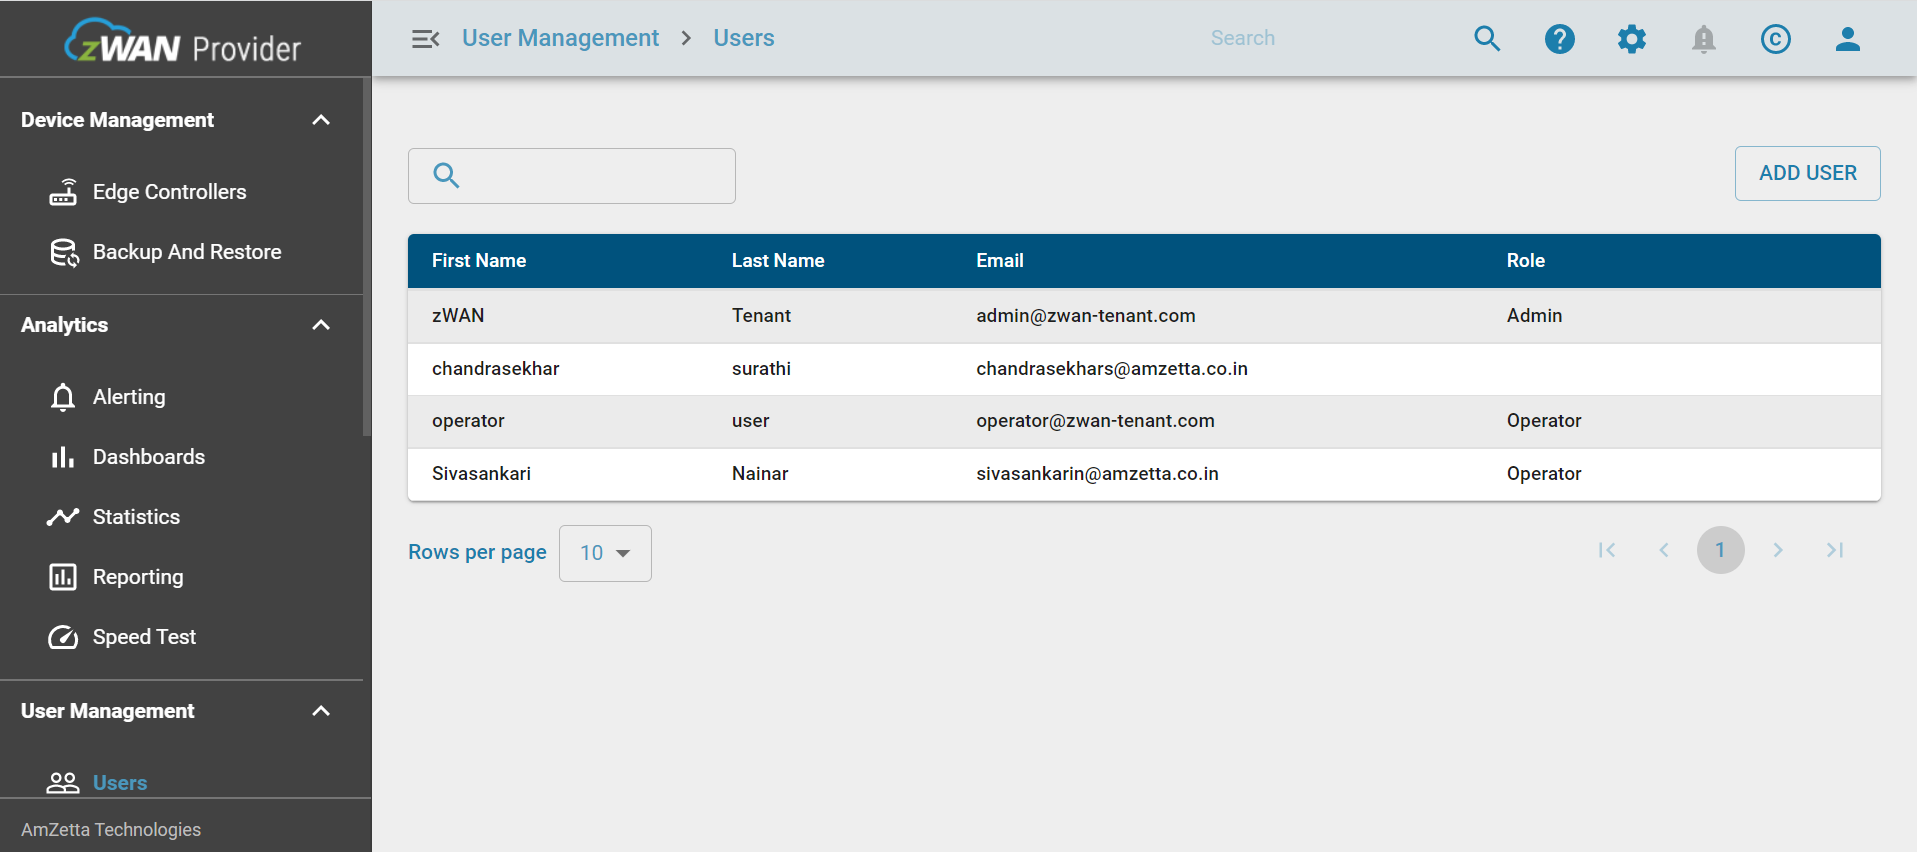 zWAN Provider
User Management > Users
Search
Device Management
Edge Controllers
Backup And Restore
Analytics
Alerting
Dashboards
Statistics
Reporting
Speed Test
User Management
Users
AmZetta Technologies
ADD USER
First Name Last Name Email Role
zWAN Tenant admin@zwan-tenant.com Admin
chandrasekhar surathi chandrasekhars@amzetta.co.in
operator user operator@zwan-tenant.com Operator
Sivasankari Nainar sivasankarin@amzetta.co.in Operator
Rows per page 10
1